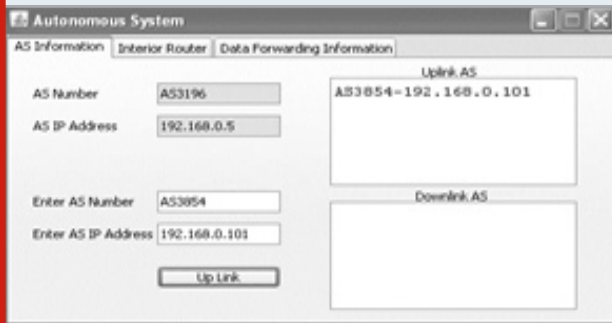 Autonomous System
AS Information Interior Router Data Forwarding Information
AS Number AS3196
AS IP Address 192.168.0.5
Enter AS Number AS3854
Enter AS IP Address 192.168.0.101
Up Link
Uplink AS
AS3854-192.168.0.101
Downlink AS